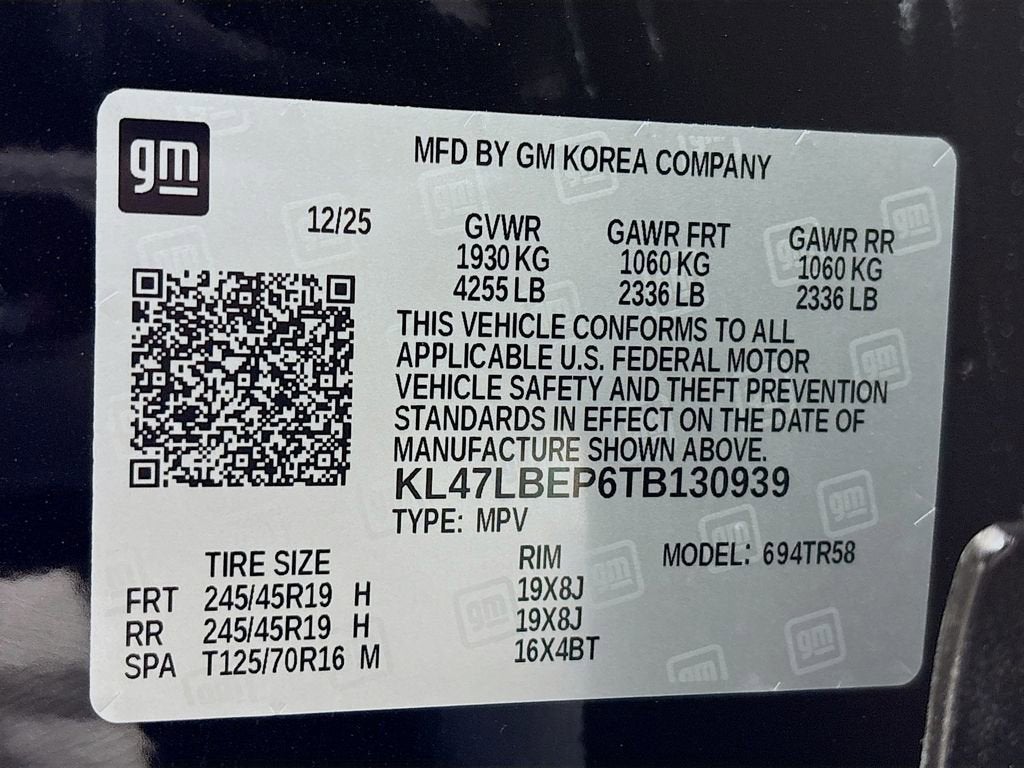 gm
MFD BY GM KOREA COMPANY
12/25
GVWR GAWR FRT GAWR RR
1930 KG 1060 KG 1060 KG
4255 LB 2336 LB 2336 LB
THIS VEHICLE CONFORMS TO ALL
APPLICABLE U.S. FEDERAL MOTOR
VEHICLE SAFETY AND THEFT PREVENTION
STANDARDS IN EFFECT ON THE DATE OF
MANUFACTURE SHOWN ABOVE.
KL47LBEP6TB130939
TYPE: MPV
TIRE SIZE RIM MODEL: 694TR58
FRT 245/45R19 H 19X8J
RR 245/45R19 H 19X8J
SPA T125/70R16 M 16X4BT